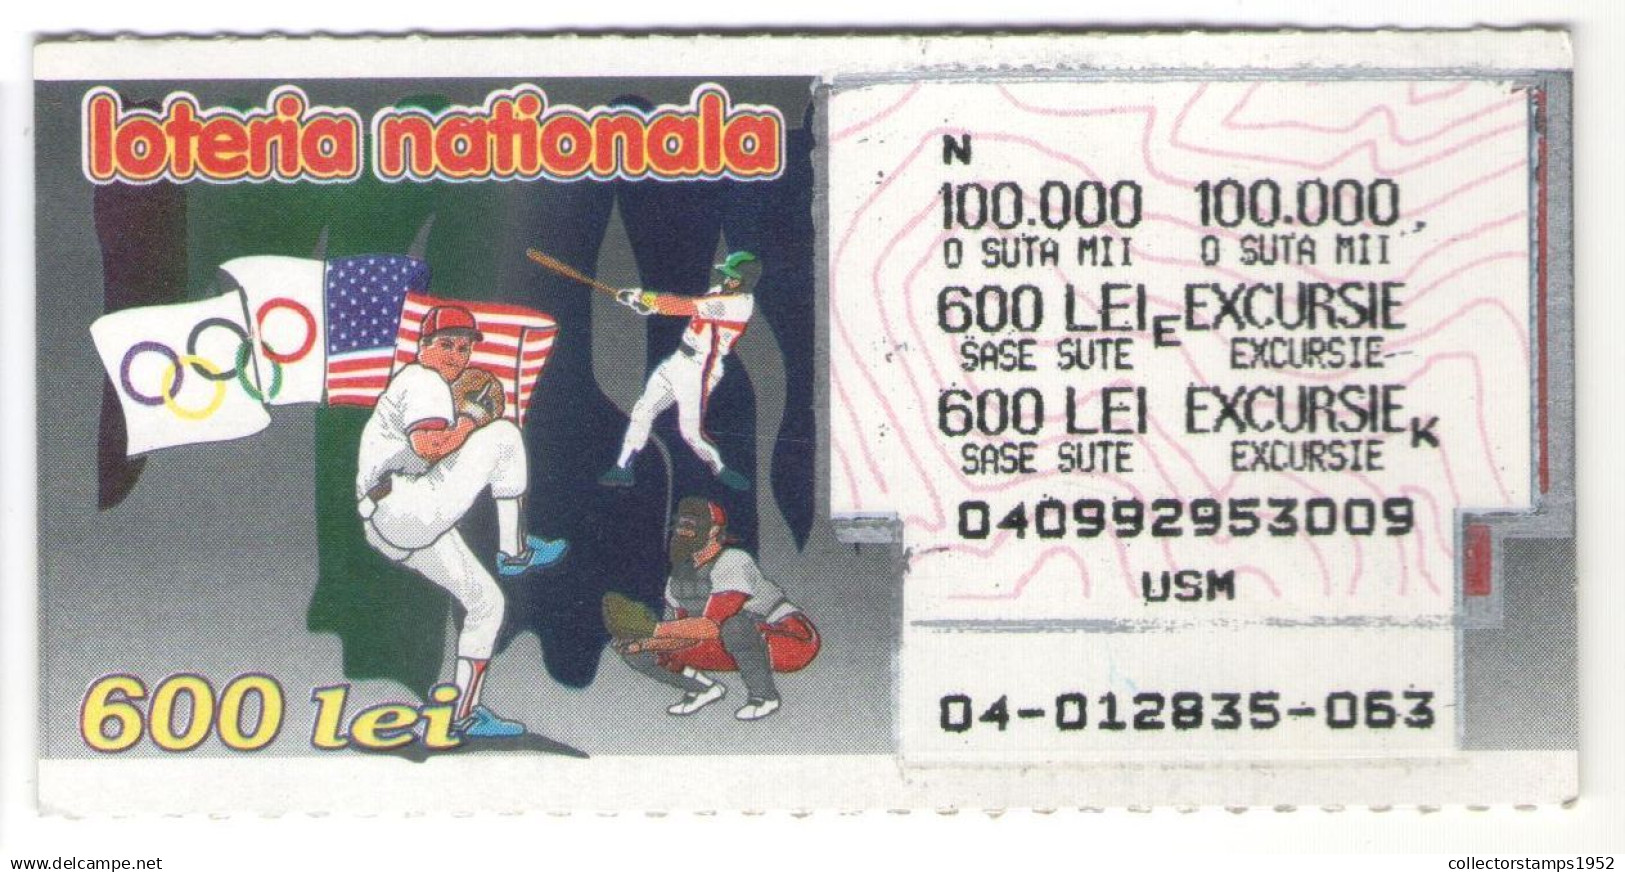 loteria nationala
N
100.000 100.000
O SUTA MII O SUTA MII
600 LEI E EXCURSIE
SASE SUTE EXCURSIE
600 LEI EXCURSIE K
SASE SUTE EXCURSIE
040992953009
USM
04-012835-063
600 lei
delcampe.net
collectorstamps1952